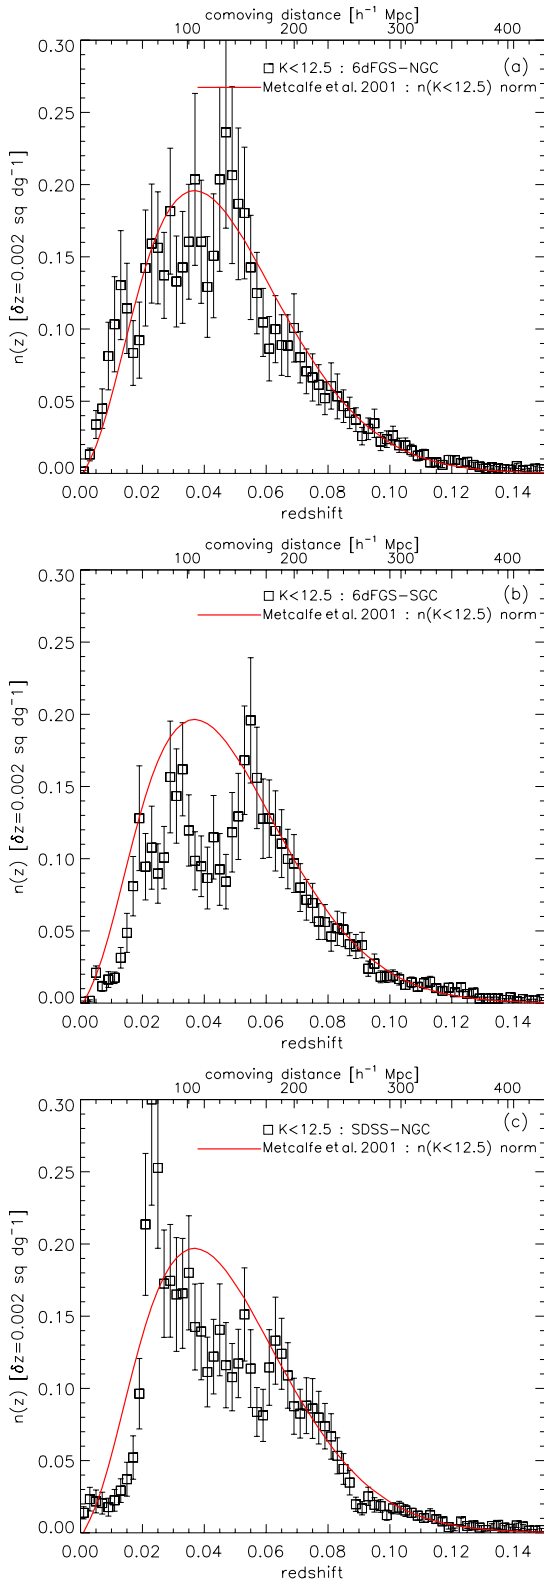 comoving distance [h⁻¹ Mpc]
100 200 300 400
0.30
0.25
0.20
0.15
0.10
0.05
0.00
n(z) [δz=0.002 sq dg⁻¹]
K<12.5 : 6dFGS-NGC (a)
Metcalfe et al. 2001 : n(K<12.5) norm
0.00 0.02 0.04 0.06 0.08 0.10 0.12 0.14
redshift
comoving distance [h⁻¹ Mpc]
100 200 300 400
0.30
0.20
0.10
0.00
n(z) [δz=0.002 sq dg⁻¹]
K<12.5 : 6dFGS-SGC (b)
Metcalfe et al. 2001 : n(K<12.5) norm
0.00 0.02 0.04 0.06 0.08 0.10 0.12 0.14
redshift
comoving distance [h⁻¹ Mpc]
100 200 300 400
0.30
0.25
0.20
0.15
0.10
0.05
0.00
n(z) [δz=0.002 sq dg⁻¹]
K<12.5 : SDSS-NGC (c)
Metcalfe et al. 2001 : n(K<12.5) norm
0.00 0.02 0.04 0.06 0.08 0.10 0.12 0.14
redshift